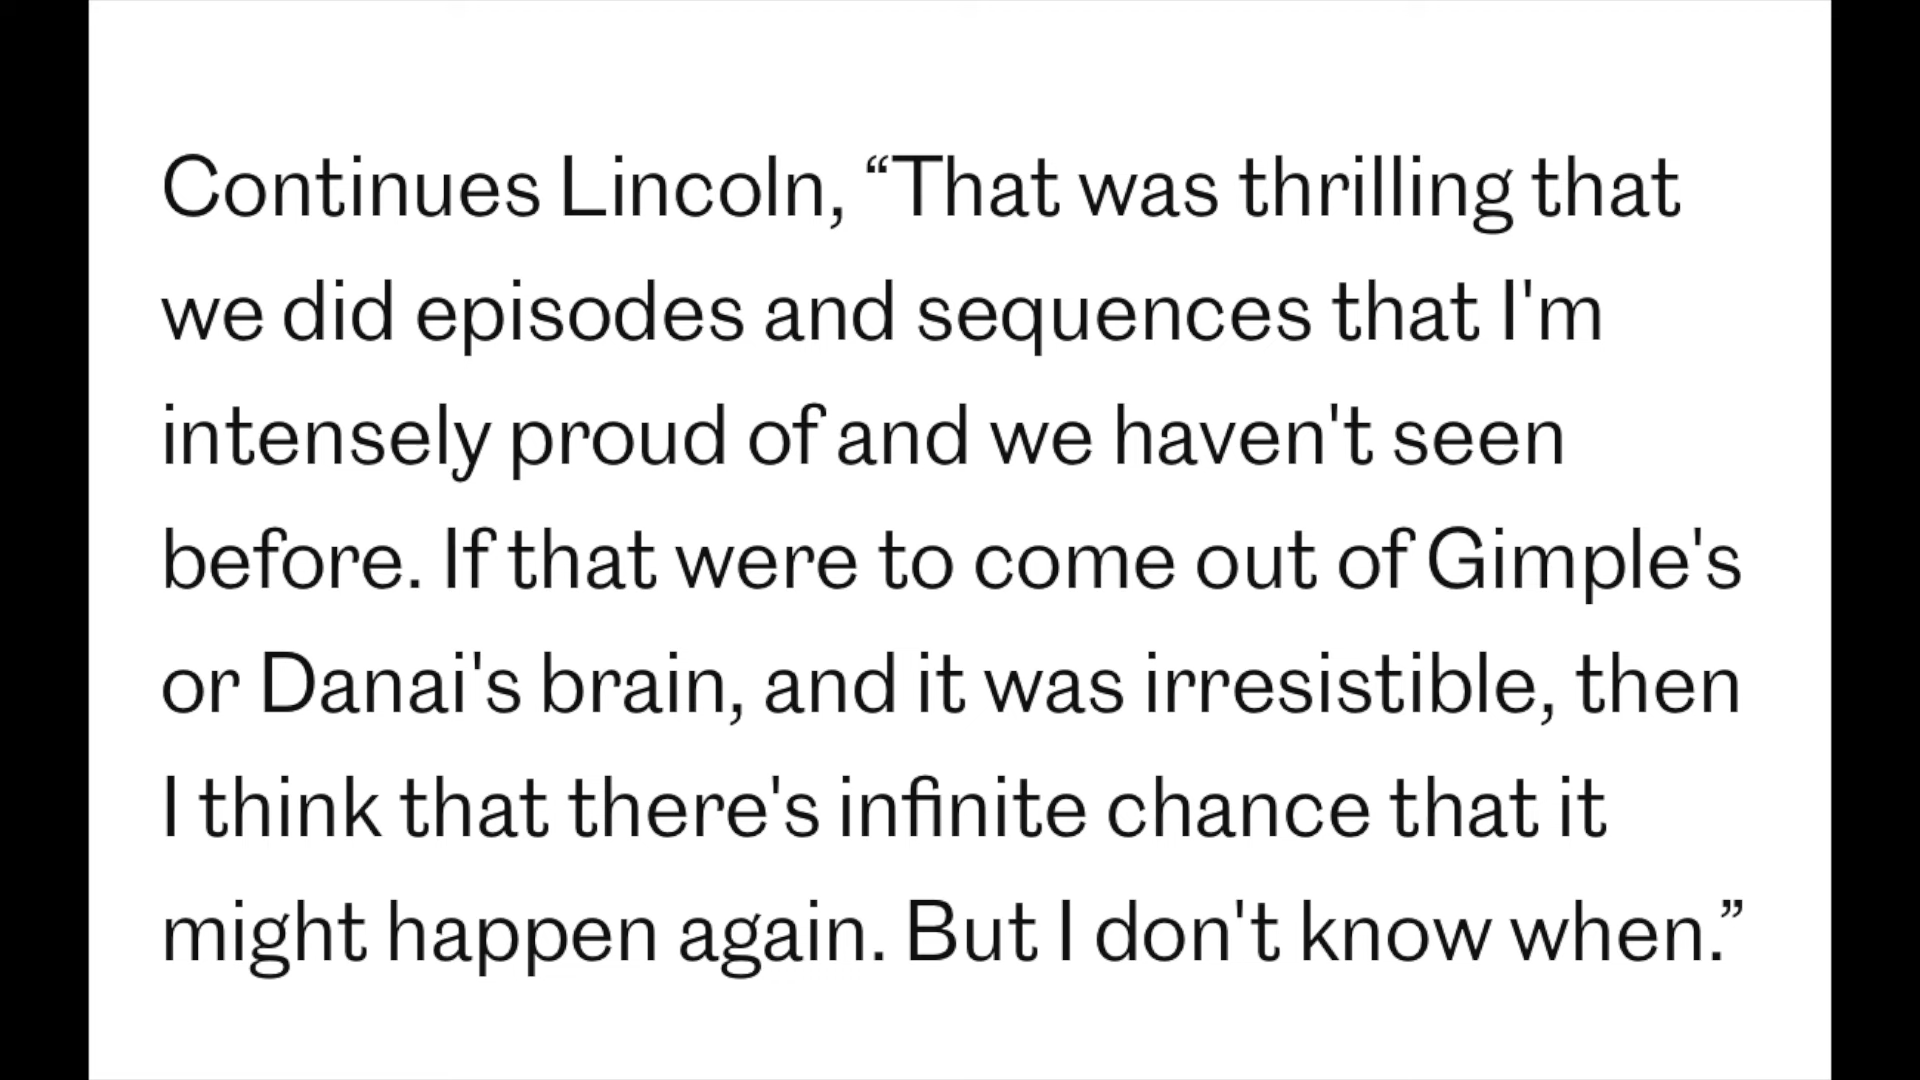 Continues Lincoln, “That was thrilling that
we did episodes and sequences that I'm
intensely proud of and we haven't seen
before. If that were to come out of Gimple's
or Danai's brain, and it was irresistible, then
I think that there's infinite chance that it
might happen again. But I don't know when.”